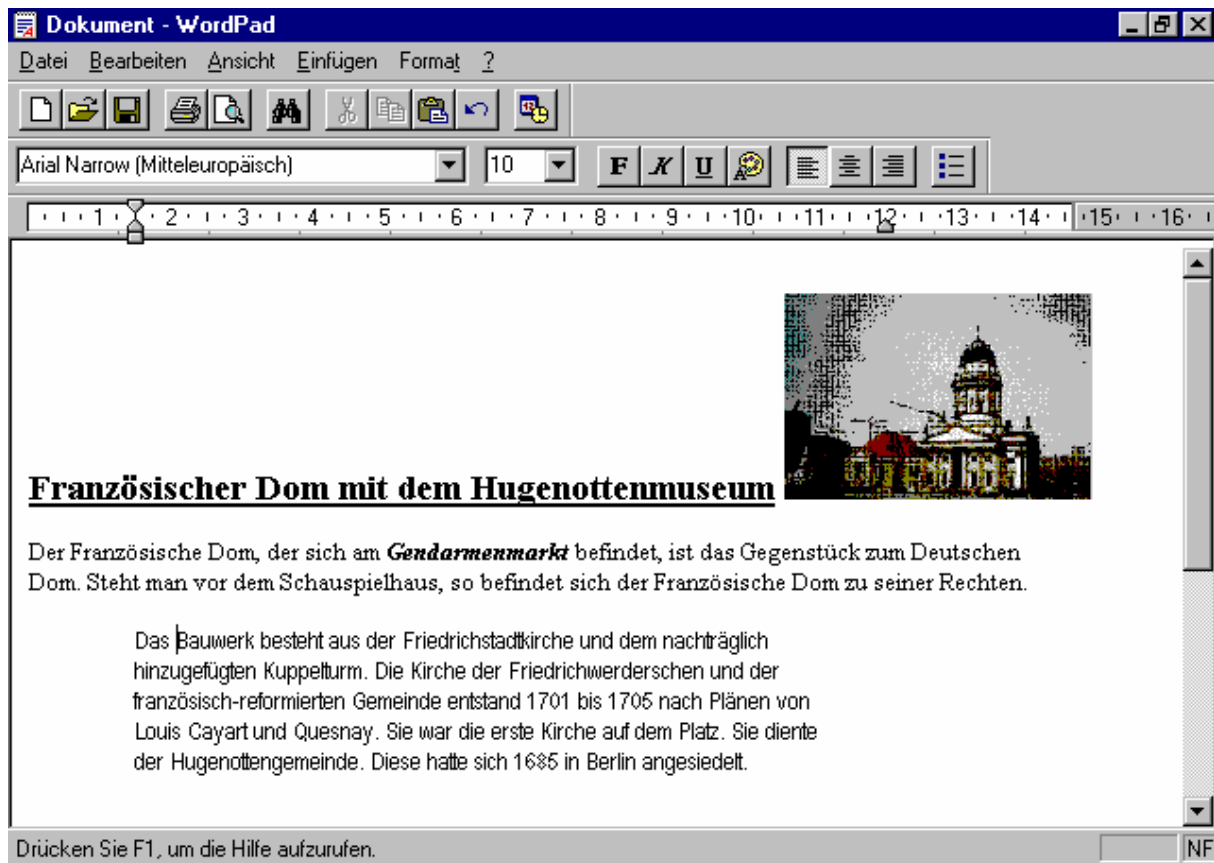 Dokument - WordPad
Datei Bearbeiten Ansicht Einfügen Format ?
Arial Narrow (Mitteleuropäisch) 10 F K U
1 2 3 4 5 6 7 8 9 10 11 12 13 14 15 16
Französischer Dom mit dem Hugenottenmuseum
Der Französische Dom, der sich am Gendarmenmarkt befindet, ist das Gegenstück zum Deutschen
Dom. Steht man vor dem Schauspielhaus, so befindet sich der Französische Dom zu seiner Rechten.
Das Bauwerk besteht aus der Friedrichstadtkirche und dem nachträglich
hinzugefügten Kuppelturm. Die Kirche der Friedrichwerderschen und der
französisch-reformierten Gemeinde entstand 1701 bis 1705 nach Plänen von
Louis Cayart und Quesnay. Sie war die erste Kirche auf dem Platz. Sie diente
der Hugenottengemeinde. Diese hatte sich 1685 in Berlin angesiedelt.
Drücken Sie F1, um die Hilfe aufzurufen. NF